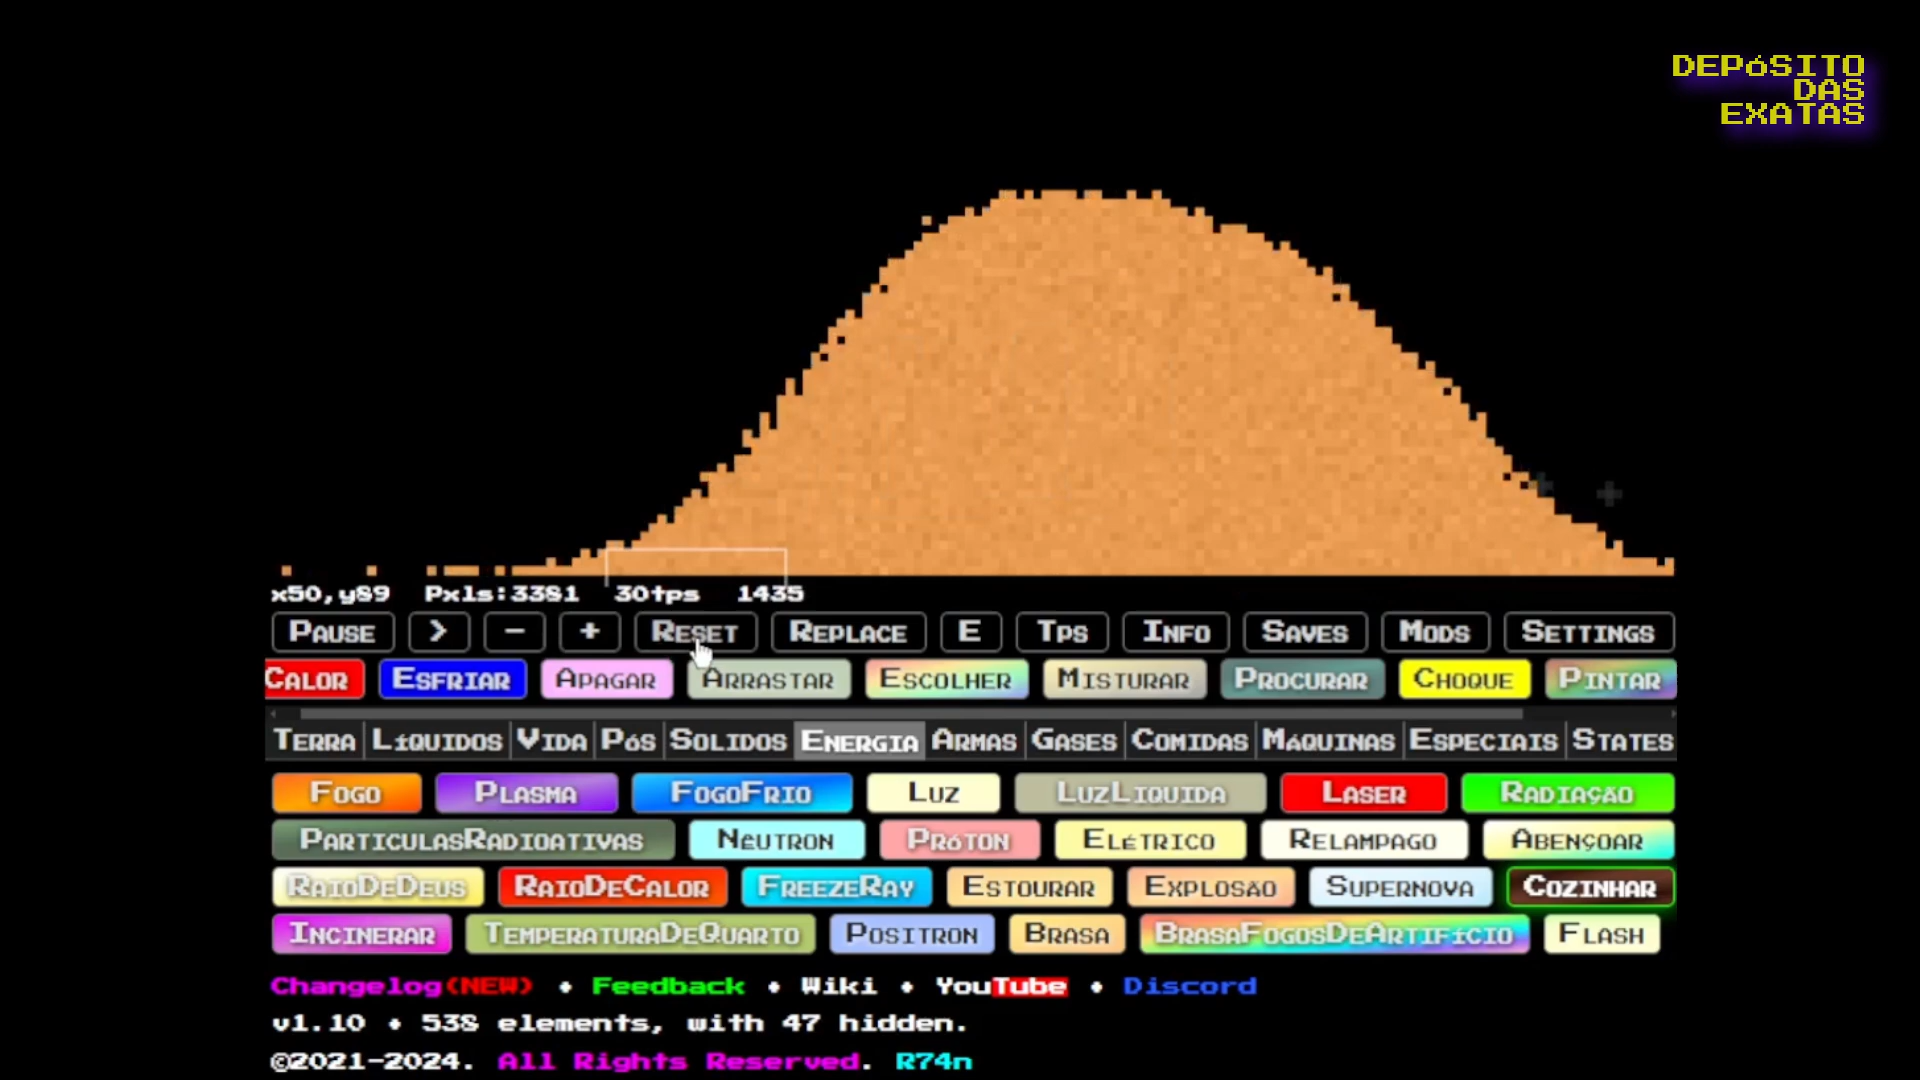 DEPóSITO
DAS
EXATAS
x50,y89 Pxls:3381 30tps 1435
PAUSE > - + RESET REPLACE E TPS INFO SAVES MODS SETTINGS
CALOR ESFRIAR APAGAR ARRASTAR ESCOLHER MISTURAR PROCURAR CHOQUE PINTAR
TERRA LíQUIDOS VIDA PóS SOLIDOS ENERGIA ARMAS GASES COMIDAS MáQUINAS ESPECIAIS STATES
FOGO PLASMA FOGOFRIO LUZ LUZLIQUIDA LASER RADIAçãO
PARTICULASRADIOATIVAS NêUTRON PRóTON ELéTRICO RELAMPAGO ABENçOAR
RAIODEDEUS RAIODECALOR FREEZERAY ESTOURAR EXPLOSãO SUPERNOVA COZINHAR
INCINERAR TEMPERATURADEQUARTO POSITRON BRASA BRASAFOGOSDEARTIFíCIO FLASH
Changelog(NEW) • Feedback • Wiki • YouTube • Discord
v1.10 • 538 elements, with 47 hidden.
©2021-2024. All Rights Reserved. R74n